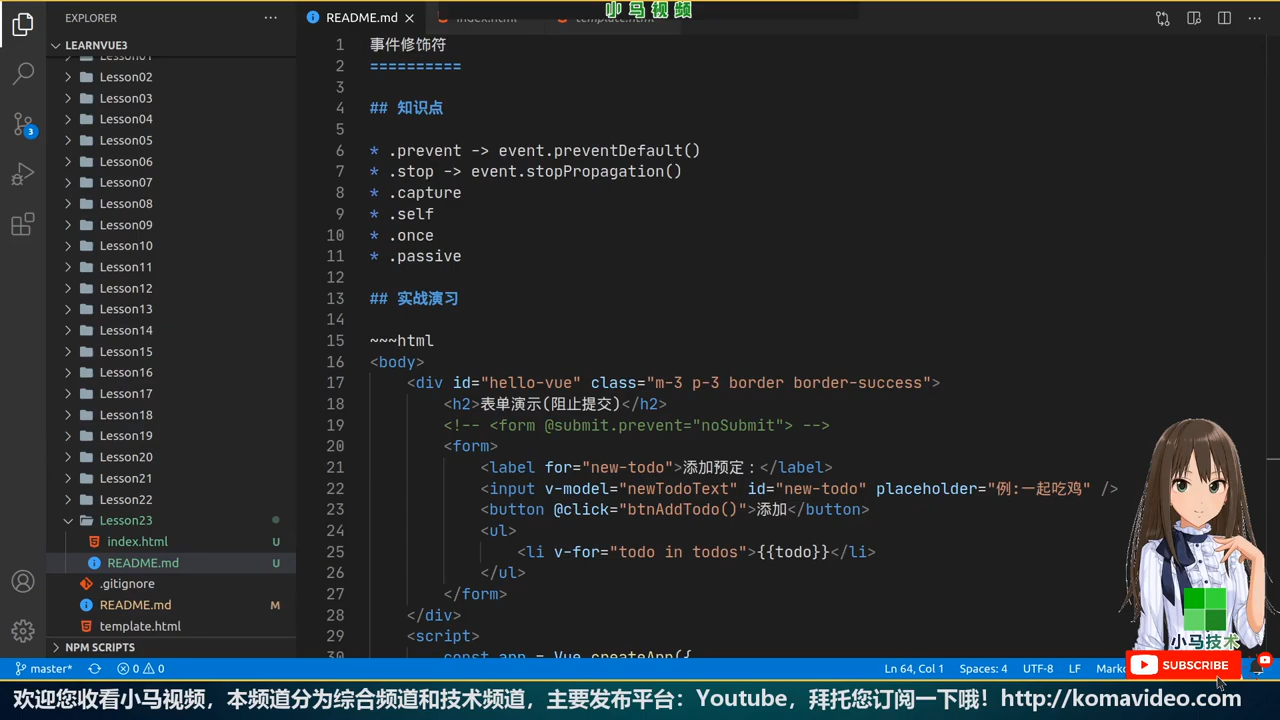 小马视频
EXPLORER
README.md
index.html
template.html
LEARNVUE3
Lesson01
Lesson02
Lesson03
Lesson04
Lesson05
Lesson06
Lesson07
Lesson08
Lesson09
Lesson10
Lesson11
Lesson12
Lesson13
Lesson14
Lesson15
Lesson16
Lesson17
Lesson18
Lesson19
Lesson20
Lesson21
Lesson22
Lesson23
index.html U
README.md U
.gitignore
README.md M
template.html
NPM SCRIPTS
3
1 事件修饰符
2 ==========
3
4 ## 知识点
5
6 * .prevent -> event.preventDefault()
7 * .stop -> event.stopPropagation()
8 * .capture
9 * .self
10 * .once
11 * .passive
12
13 ## 实战演习
14
15 ~~~html
16 <body>
17 <div id="hello-vue" class="m-3 p-3 border border-success">
18 <h2>表单演示(阻止提交)</h2>
19 <!-- <form @submit.prevent="noSubmit"> -->
20 <form>
21 <label for="new-todo">添加预定：</label>
22 <input v-model="newTodoText" id="new-todo" placeholder="例:一起吃鸡" />
23 <button @click="btnAddTodo()">添加</button>
24 <ul>
25 <li v-for="todo in todos">{{todo}}</li>
26 </ul>
27 </form>
28 </div>
29 <script>
30 const app = Vue.createApp({
小马技术
SUBSCRIBE
master* 0 0 Ln 64, Col 1 Spaces: 4 UTF-8 LF
欢迎您收看小马视频，本频道分为综合频道和技术频道，主要发布平台：Youtube，拜托您订阅一下哦！http://komavideo.com